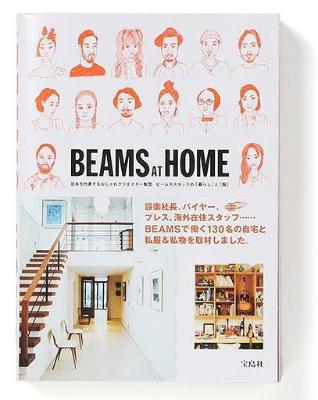 BEAMS AT HOME
日本を代表するおしゃれクリエイター集団 ビームススタッフの「暮らし」と「服」
設楽社長、バイヤー、
プレス、海外在住スタッフ……
BEAMSで働く130名の自宅と
私服&私物を取材しました。
宝島社